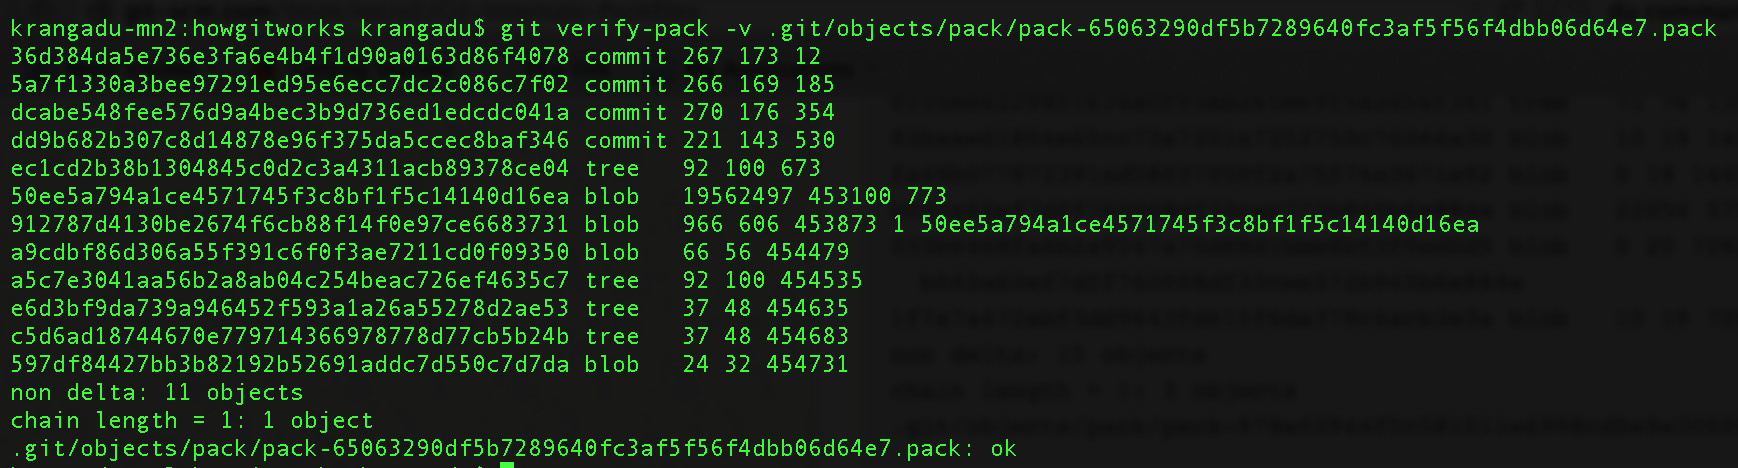 krangadu-mn2:howgitworks krangadu$ git verify-pack -v .git/objects/pack/pack-65063290df5b7289640fc3af5f56f4dbb06d64e7.pack
36d384da5e736e3fa6e4b4f1d90a0163d86f4078 commit 267 173 12
5a7f1330a3bee97291ed95e6ecc7dc2c086c7f02 commit 266 169 185
dcabe548fee576d9a4bec3b9d736ed1edcdc041a commit 270 176 354
dd9b682b307c8d14878e96f375da5ccec8baf346 commit 221 143 530
ec1cd2b38b1304845c0d2c3a4311acb89378ce04 tree   92 100 673
50ee5a794a1ce4571745f3c8bf1f5c14140d16ea blob   19562497 453100 773
912787d4130be2674f6cb88f14f0e97ce6683731 blob   966 606 453873 1 50ee5a794a1ce4571745f3c8bf1f5c14140d16ea
a9cdbf86d306a55f391c6f0f3ae7211cd0f09350 blob   66 56 454479
a5c7e3041aa56b2a8ab04c254beac726ef4635c7 tree   92 100 454535
e6d3bf9da739a946452f593a1a26a55278d2ae53 tree   37 48 454635
c5d6ad18744670e779714366978778d77cb5b24b tree   37 48 454683
597df84427bb3b82192b52691addc7d550c7d7da blob   24 32 454731
non delta: 11 objects
chain length = 1: 1 object
.git/objects/pack/pack-65063290df5b7289640fc3af5f56f4dbb06d64e7.pack: ok